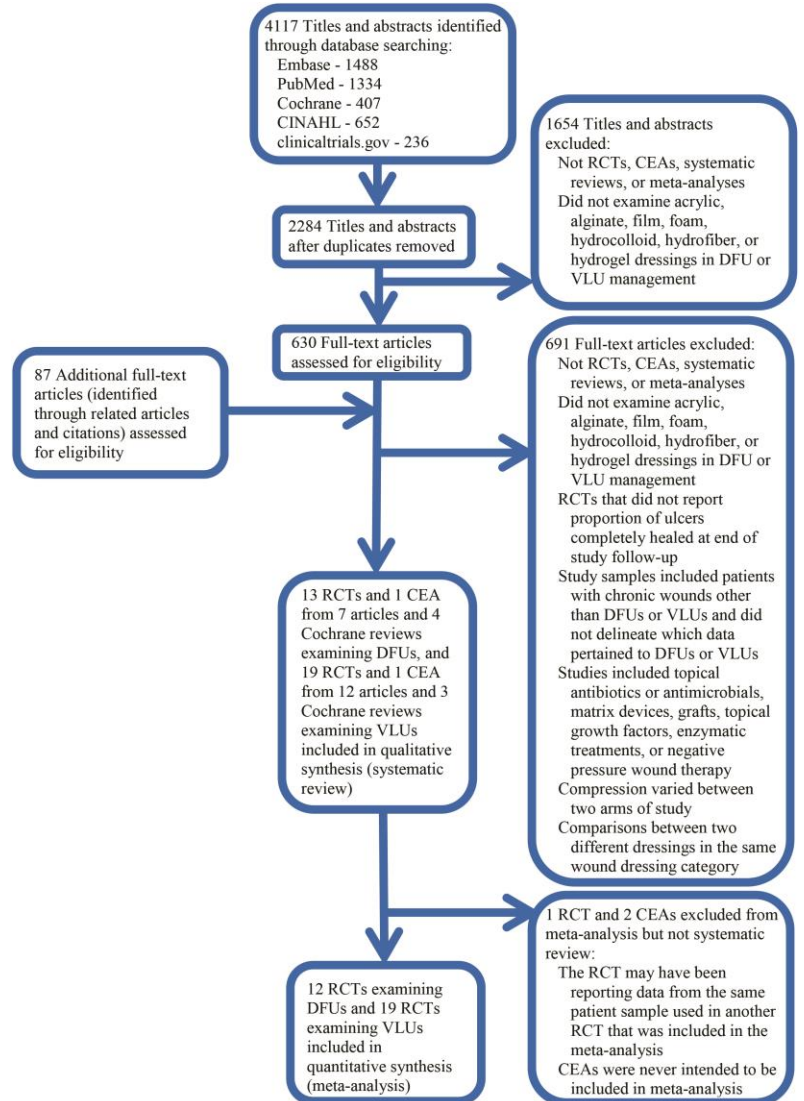 4117 Titles and abstracts identified
through database searching:
Embase - 1488
PubMed - 1334
Cochrane - 407
CINAHL - 652
clinicaltrials.gov - 236
1654 Titles and abstracts
excluded:
Not RCTs, CEAs, systematic
reviews, or meta-analyses
Did not examine acrylic,
alginate, film, foam,
hydrocolloid, hydrofiber, or
hydrogel dressings in DFU or
VLU management
2284 Titles and abstracts
after duplicates removed
630 Full-text articles
assessed for eligibility
87 Additional full-text
articles (identified
through related articles
and citations) assessed
for eligibility
691 Full-text articles excluded:
Not RCTs, CEAs, systematic
reviews, or meta-analyses
Did not examine acrylic,
alginate, film, foam,
hydrocolloid, hydrofiber, or
hydrogel dressings in DFU or
VLU management
RCTs that did not report
proportion of ulcers
completely healed at end of
study follow-up
Study samples included patients
with chronic wounds other
than DFUs or VLUs and did
not delineate which data
pertained to DFUs or VLUs
Studies included topical
antibiotics or antimicrobials,
matrix devices, grafts, topical
growth factors, enzymatic
treatments, or negative
pressure wound therapy
Compression varied between
two arms of study
Comparisons between two
different dressings in the same
wound dressing category
13 RCTs and 1 CEA
from 7 articles and 4
Cochrane reviews
examining DFUs, and
19 RCTs and 1 CEA
from 12 articles and 3
Cochrane reviews
examining VLUs
included in qualitative
synthesis (systematic
review)
1 RCT and 2 CEAs excluded from
meta-analysis but not systematic
review:
The RCT may have been
reporting data from the same
patient sample used in another
RCT that was included in the
meta-analysis
CEAs were never intended to be
included in meta-analysis
12 RCTs examining
DFUs and 19 RCTs
examining VLUs
included in
quantitative synthesis
(meta-analysis)